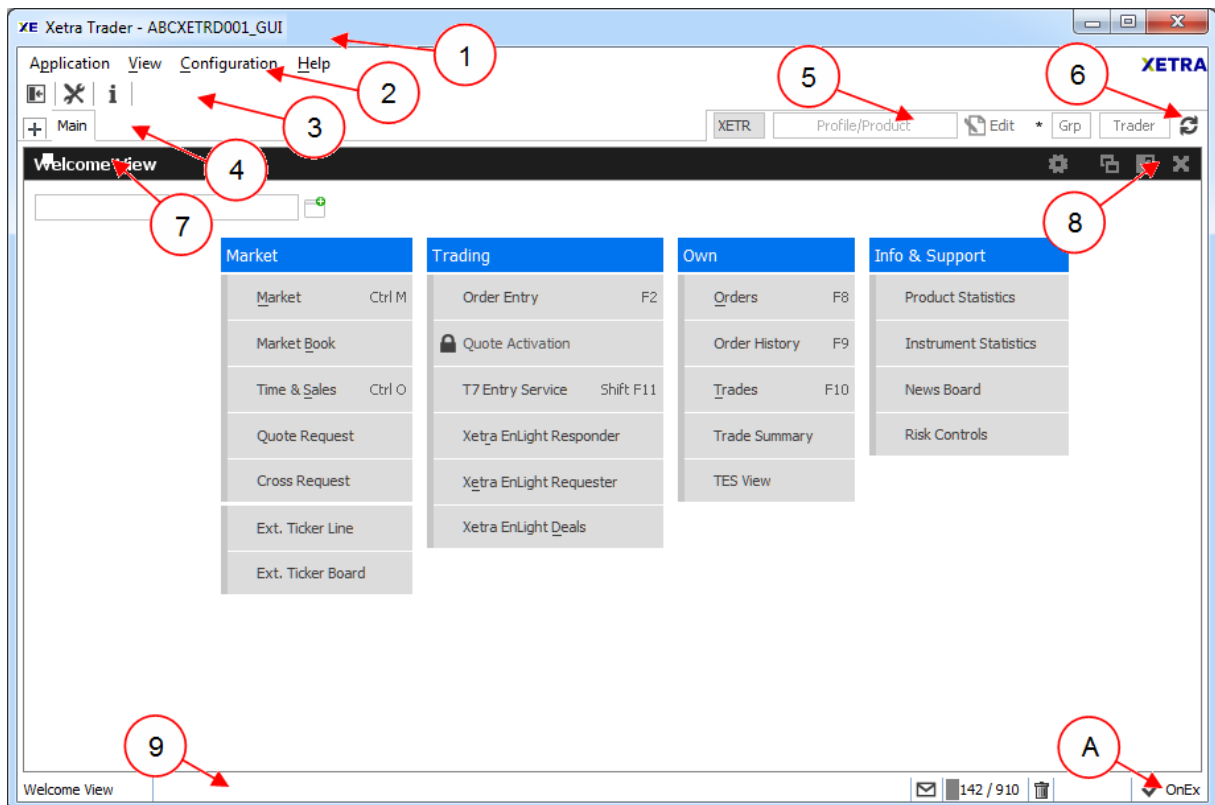 XE Xetra Trader - ABCXETRD001_GUI
1
Application View Configuration Help
2
5
6
XETRA
i
3
+ Main
4
XETR Profile/Product Edit * Grp Trader
Welcome View
7
8
Market
Trading
Own
Info & Support
Market Ctrl M
Order Entry F2
Orders F8
Product Statistics
Market Book
Quote Activation
Order History F9
Instrument Statistics
Time & Sales Ctrl O
T7 Entry Service Shift F11
Trades F10
News Board
Quote Request
Xetra EnLight Responder
Trade Summary
Risk Controls
Cross Request
Xetra EnLight Requester
TES View
Ext. Ticker Line
Xetra EnLight Deals
Ext. Ticker Board
9
A
Welcome View
142 / 910
OnEx